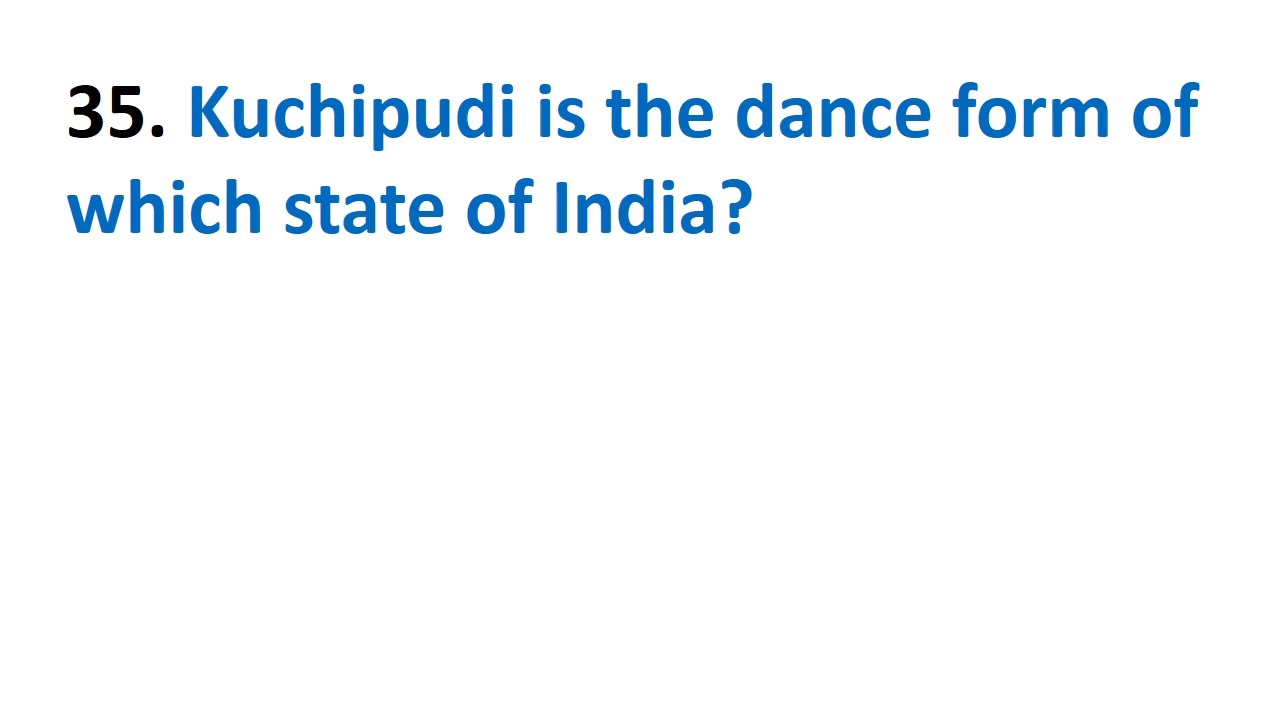 35. Kuchipudi is the dance form of
which state of India?